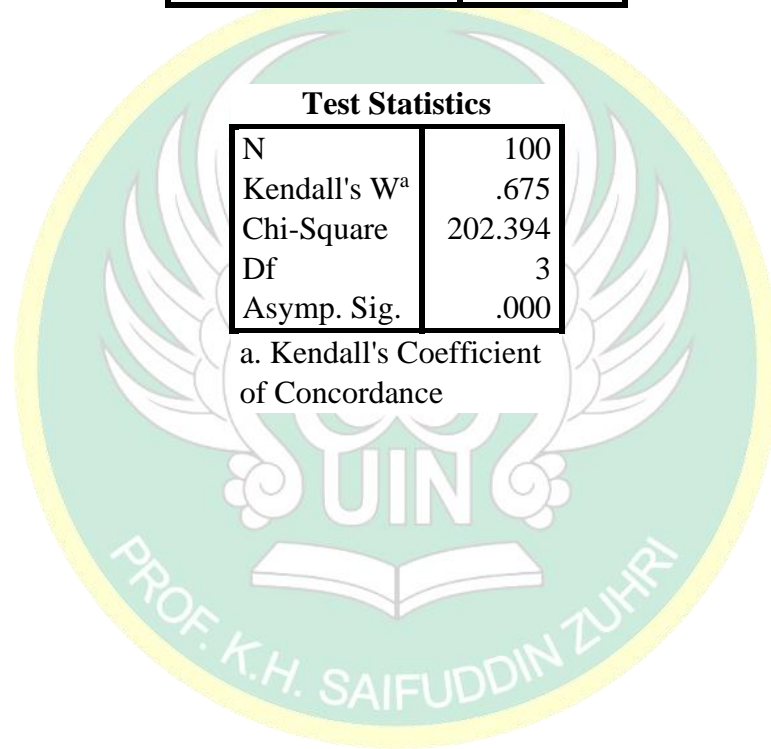 Test Statistics
N 100
Kendall's Wᵃ .675
Chi-Square 202.394
Df 3
Asymp. Sig. .000
a. Kendall's Coefficient
of Concordance
UIN
PROF. K.H. SAIFUDDIN ZUHRI